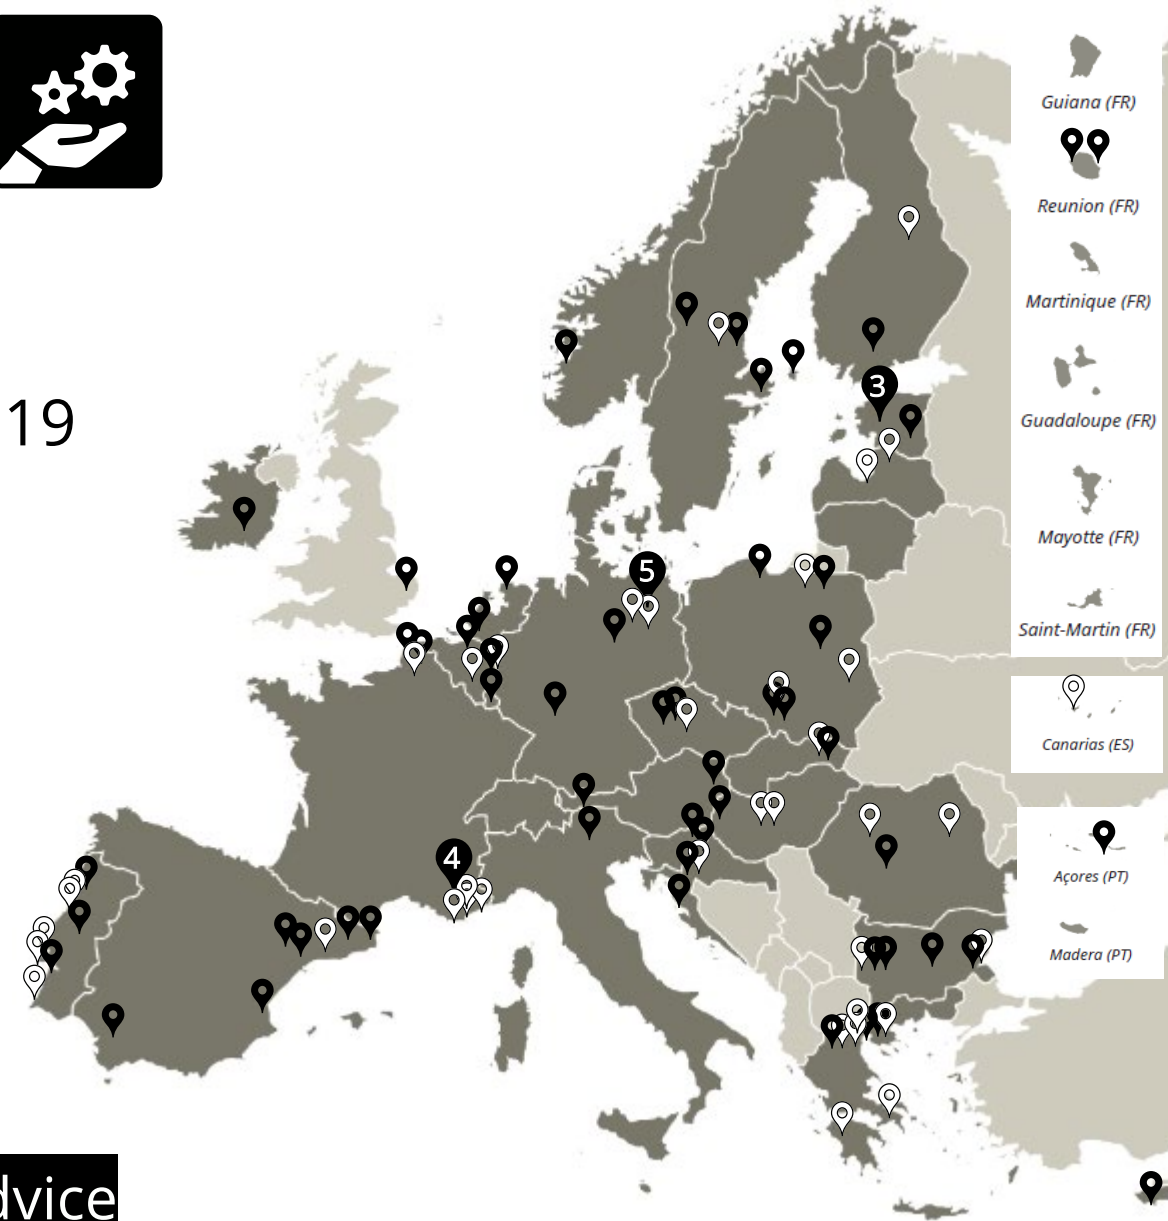 Guiana (FR)
Reunion (FR)
Martinique (FR)
3
19
Guadaloupe (FR)
Mayotte (FR)
5
Saint-Martin (FR)
Canarias (ES)
4
Açores (PT)
Madera (PT)
dvice